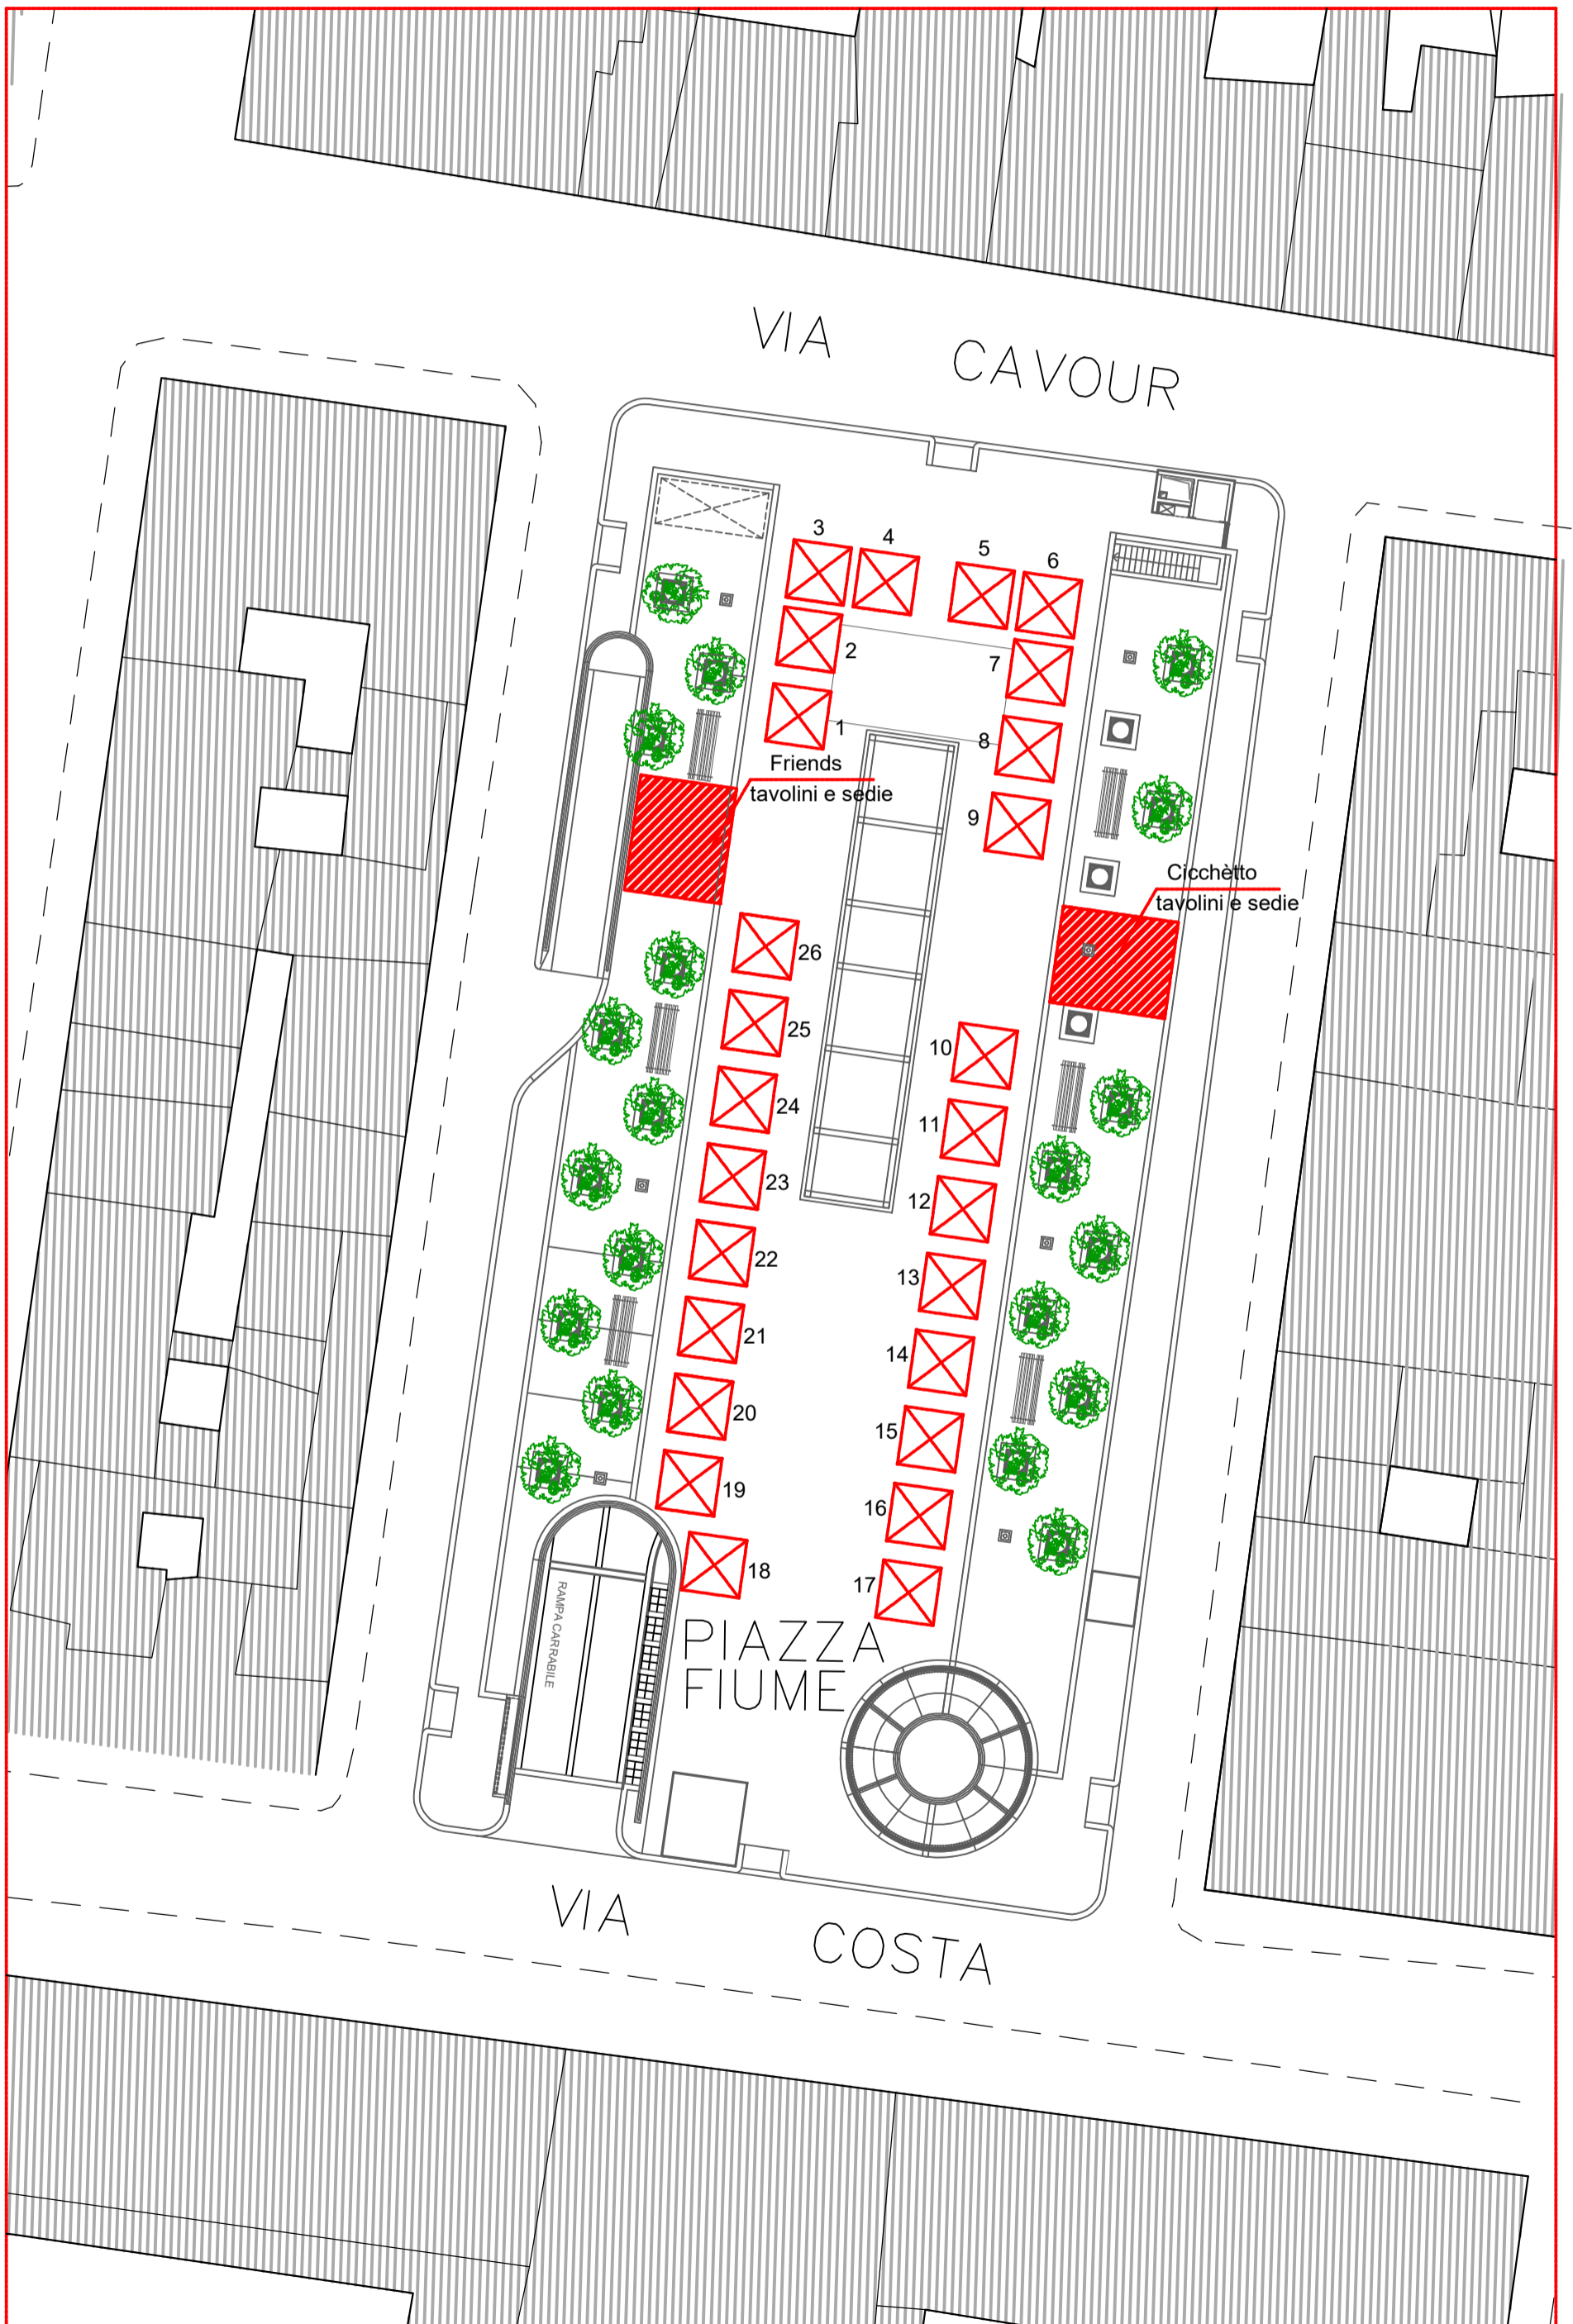 VIA CAVOUR
3
4
5
6
2
7
1
8
Friends
tavolini e sedie
9
Cicchètto
tavolini e sedie
26
25
10
24
11
23
12
22
13
21
14
20
15
19
16
18
17
RAMPA CARRABILE
PIAZZA
FIUME
VIA COSTA